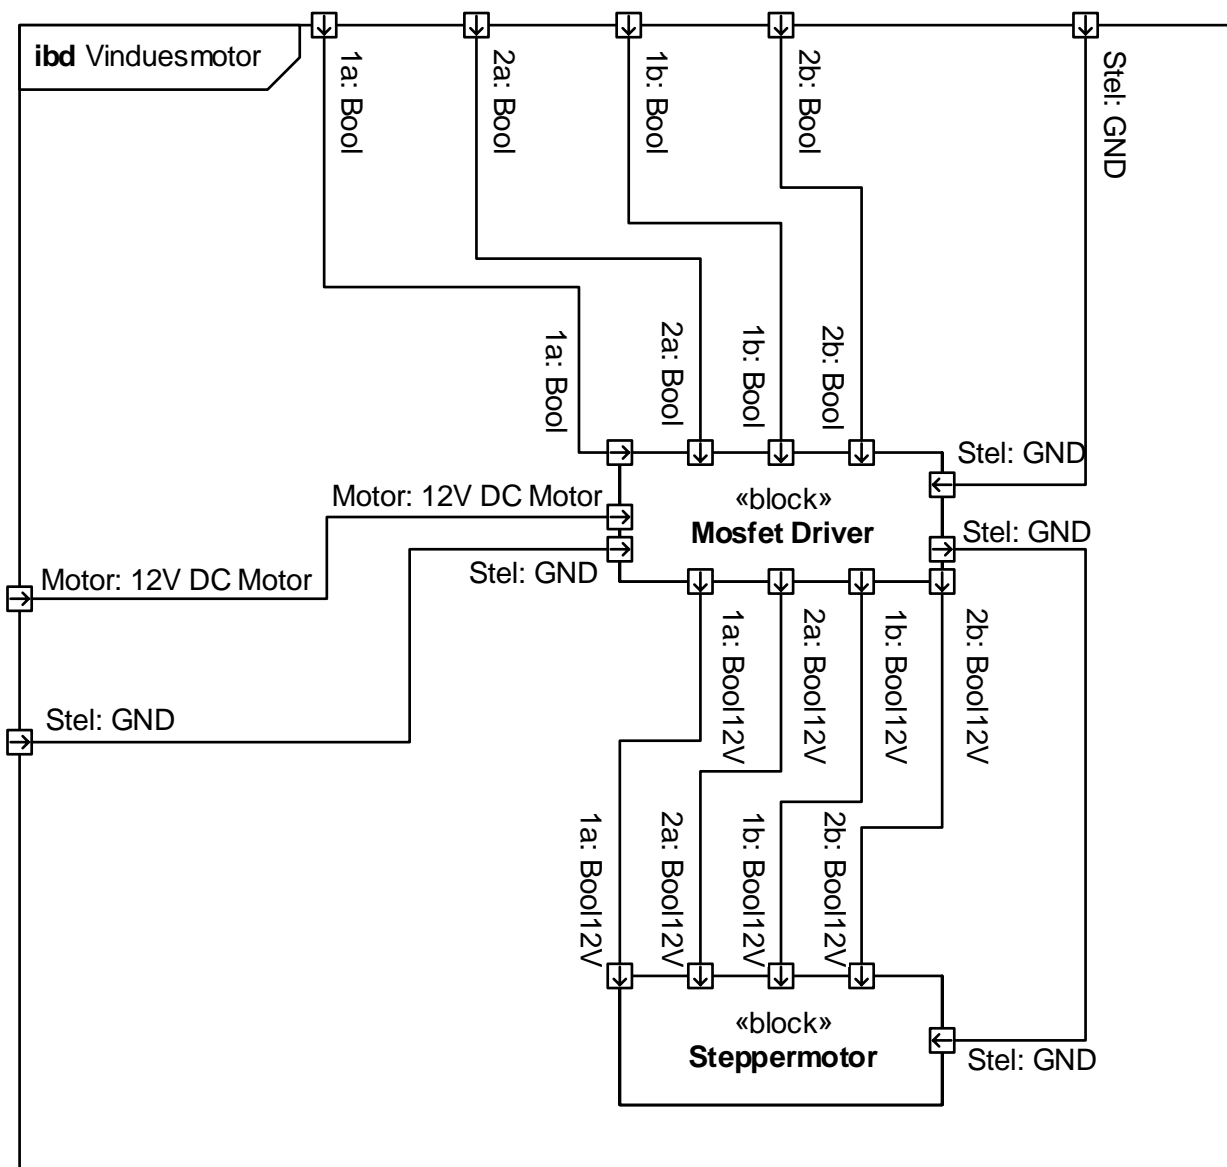 ibd Vinduesmotor
1a: Bool
2a: Bool
1b: Bool
2b: Bool
Stel: GND
1a: Bool
2a: Bool
1b: Bool
2b: Bool
Stel: GND
Motor: 12V DC Motor
«block»
Mosfet Driver
Stel: GND
Stel: GND
Motor: 12V DC Motor
1a: Bool12V
2a: Bool12V
1b: Bool12V
2b: Bool12V
Stel: GND
1a: Bool12V
2a: Bool12V
1b: Bool12V
2b: Bool12V
«block»
Steppermotor
Stel: GND